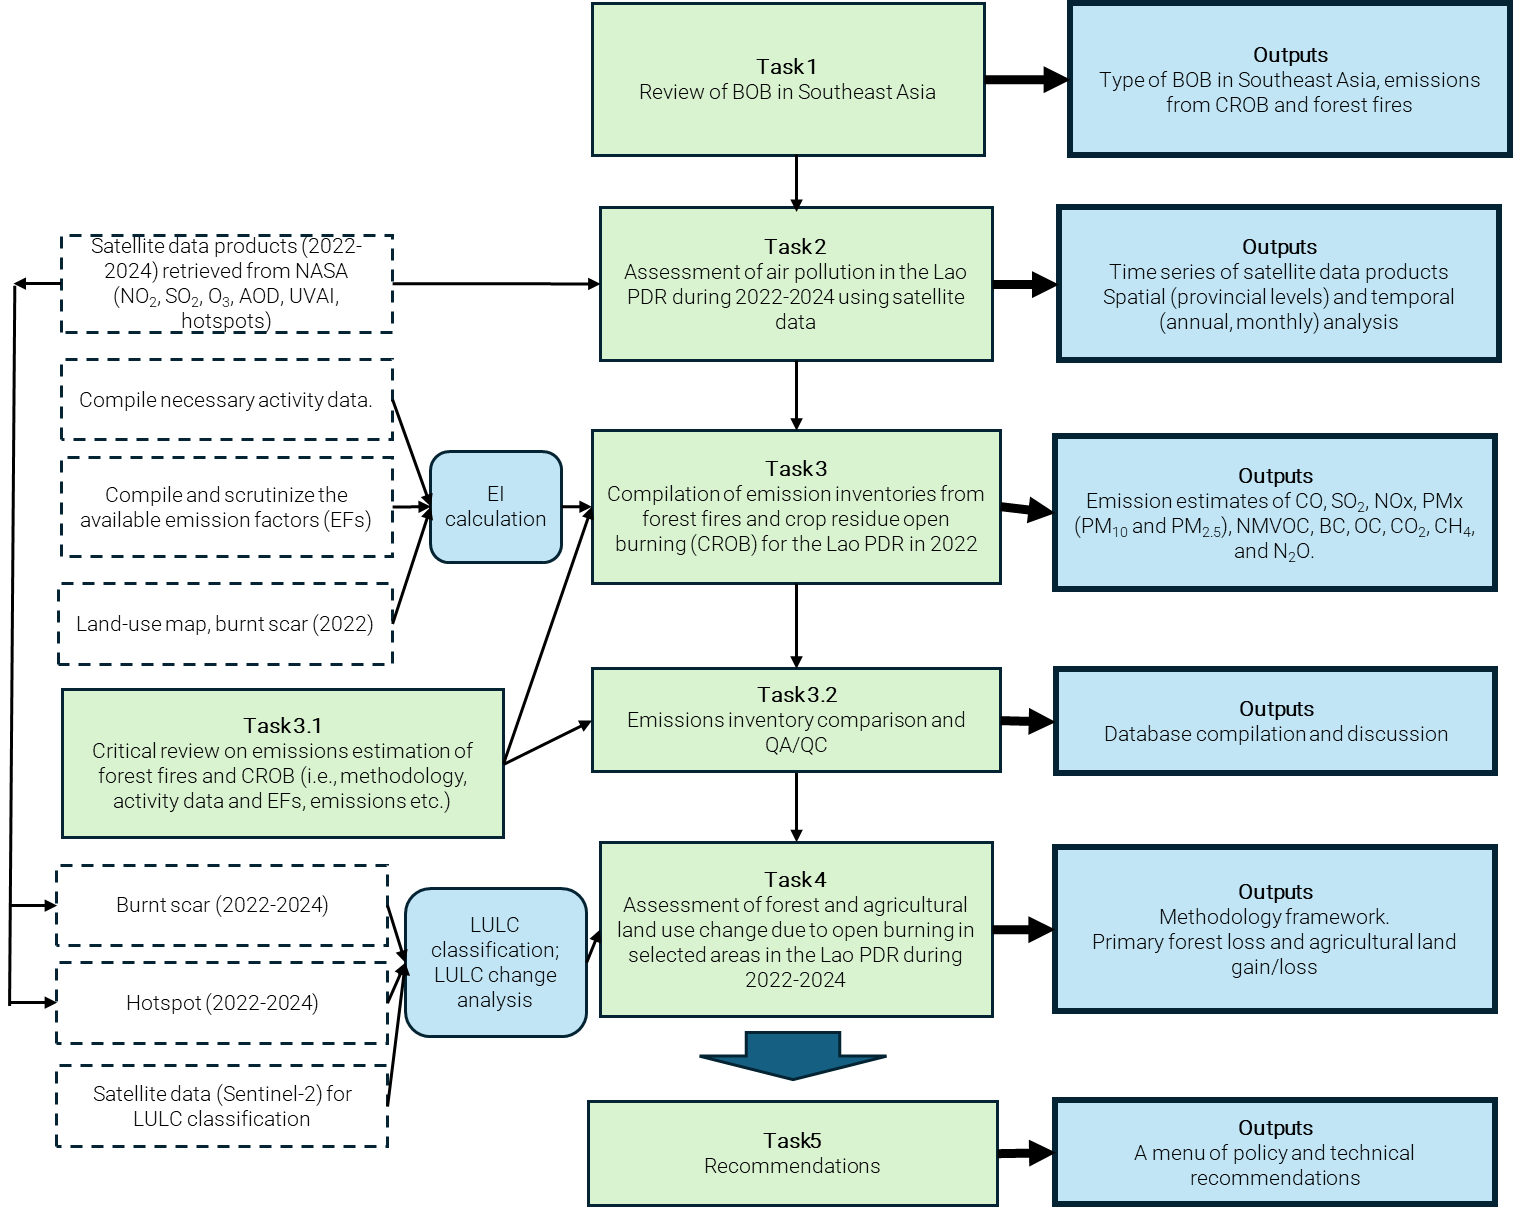 Task1
Review of BOB in Southeast Asia
Outputs
Type of BOB in Southeast Asia, emissions
from CROB and forest fires
Satellite data products (2022-
2024) retrieved from NASA
(NO₂, SO₂, O₃, AOD, UVAI,
hotspots)
Task2
Assessment of air pollution in the Lao
PDR during 2022-2024 using satellite
data
Outputs
Time series of satellite data products
Spatial (provincial levels) and temporal
(annual, monthly) analysis
Compile necessary activity data.
Compile and scrutinize the
available emission factors (EFs)
Land-use map, burnt scar (2022)
EI
calculation
Task3
Compilation of emission inventories from
forest fires and crop residue open
burning (CROB) for the Lao PDR in 2022
Outputs
Emission estimates of CO, SO₂, NOx, PMx
(PM₁₀ and PM₂.₅), NMVOC, BC, OC, CO₂, CH₄,
and N₂O.
Task3.1
Critical review on emissions estimation of
forest fires and CROB (i.e., methodology,
activity data and EFs, emissions etc.)
Task3.2
Emissions inventory comparison and
QA/QC
Outputs
Database compilation and discussion
Burnt scar (2022-2024)
Hotspot (2022-2024)
Satellite data (Sentinel-2) for
LULC classification
LULC
classification;
LULC change
analysis
Task4
Assessment of forest and agricultural
land use change due to open burning in
selected areas in the Lao PDR during
2022-2024
Outputs
Methodology framework.
Primary forest loss and agricultural land
gain/loss
Task5
Recommendations
Outputs
A menu of policy and technical
recommendations